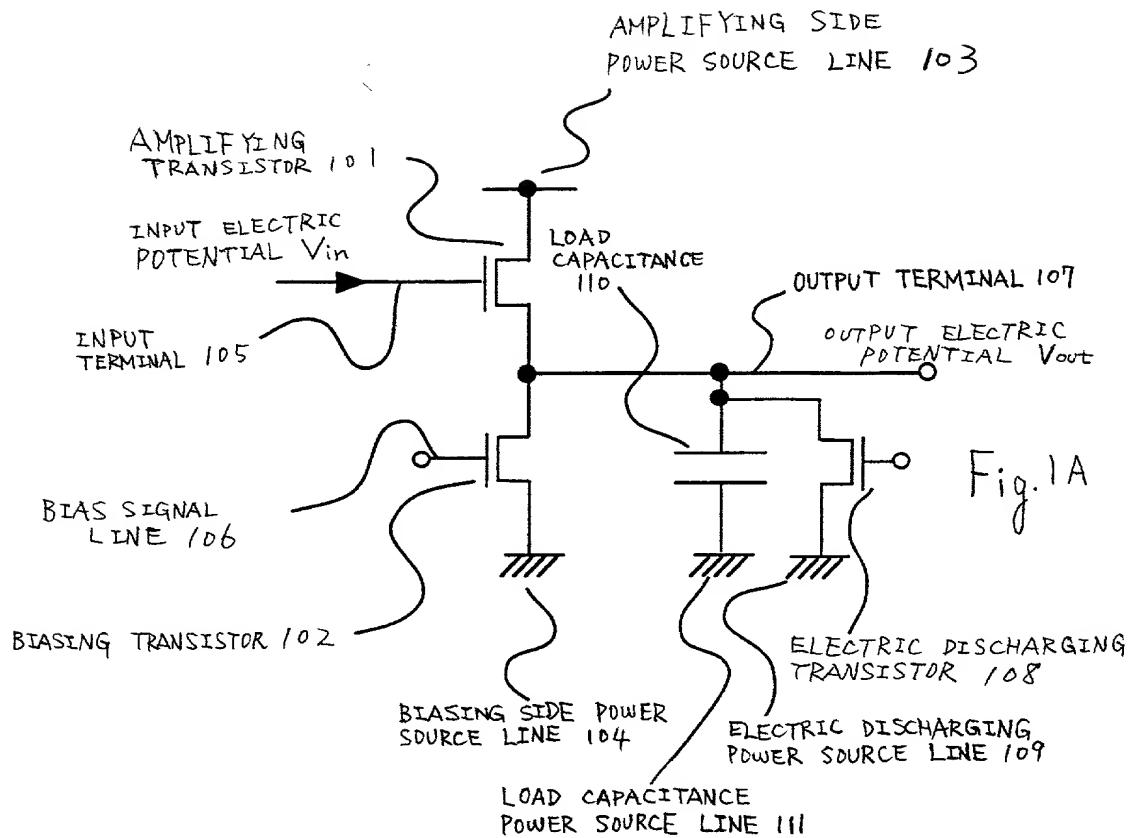 AMPLIFYING SIDE
POWER SOURCE LINE 103
AMPLIFYING
TRANSISTOR 101
INPUT ELECTRIC
POTENTIAL Vin
LOAD
CAPACITANCE
110
OUTPUT TERMINAL 107
INPUT
TERMINAL 105
OUTPUT ELECTRIC
POTENTIAL Vout
Fig. 1A
BIAS SIGNAL
LINE 106
BIASING TRANSISTOR 102
ELECTRIC DISCHARGING
TRANSISTOR 108
BIASING SIDE POWER
SOURCE LINE 104
ELECTRIC DISCHARGING
POWER SOURCE LINE 109
LOAD CAPACITANCE
POWER SOURCE LINE 111